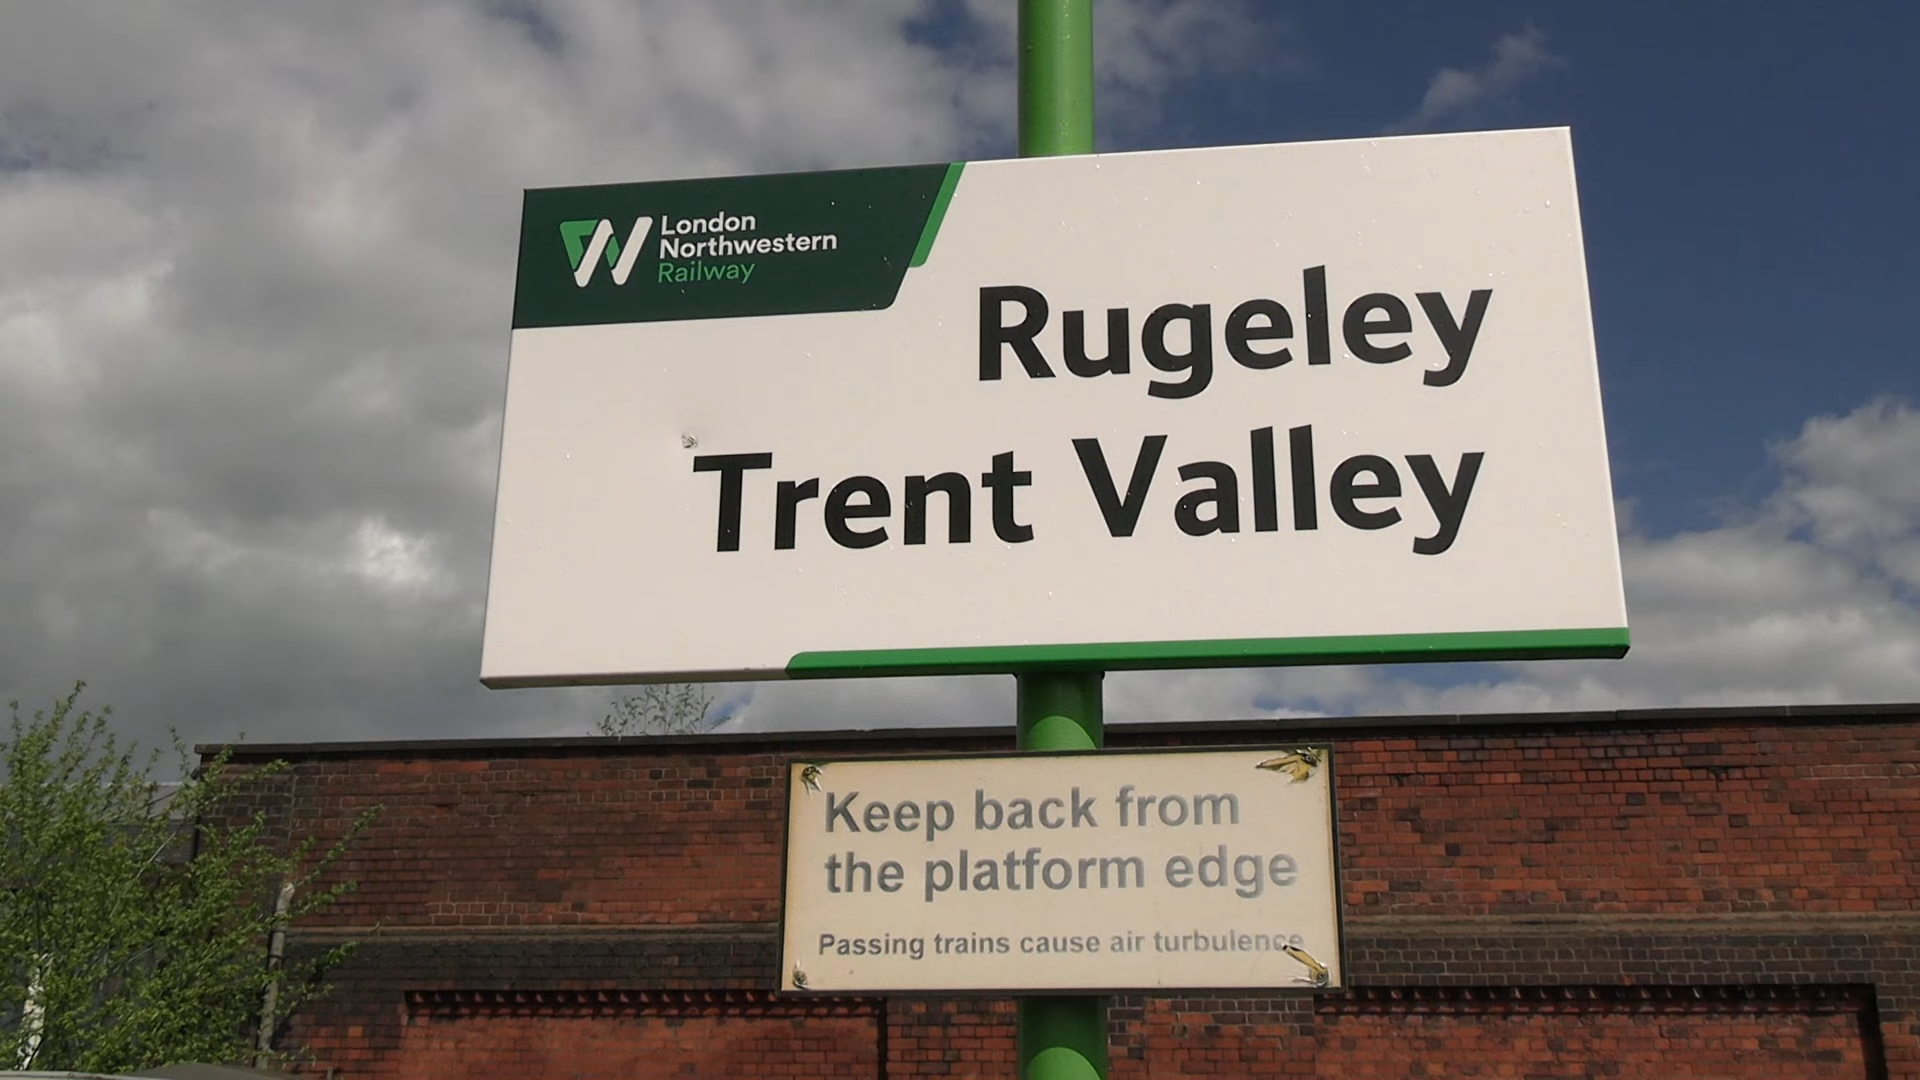 London
Northwestern
Railway
Rugeley
Trent Valley
Keep back from
the platform edge
Passing trains cause air turbulence